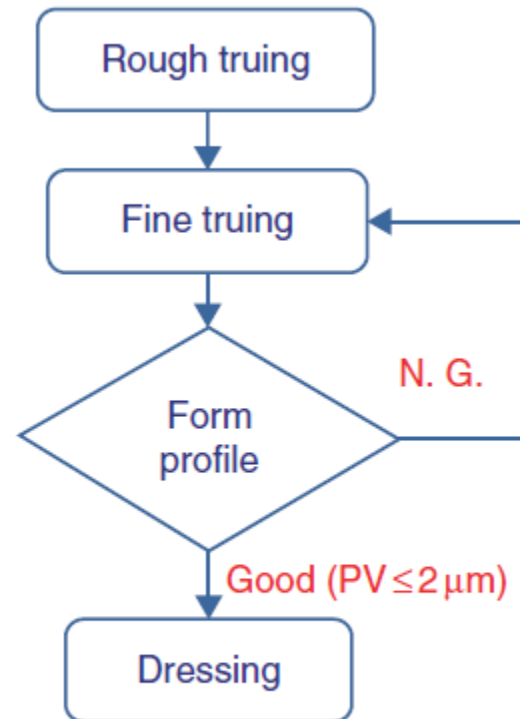 Rough truing
Fine truing
N. G.
Form
profile
Good (PV ≤ 2 μm)
Dressing